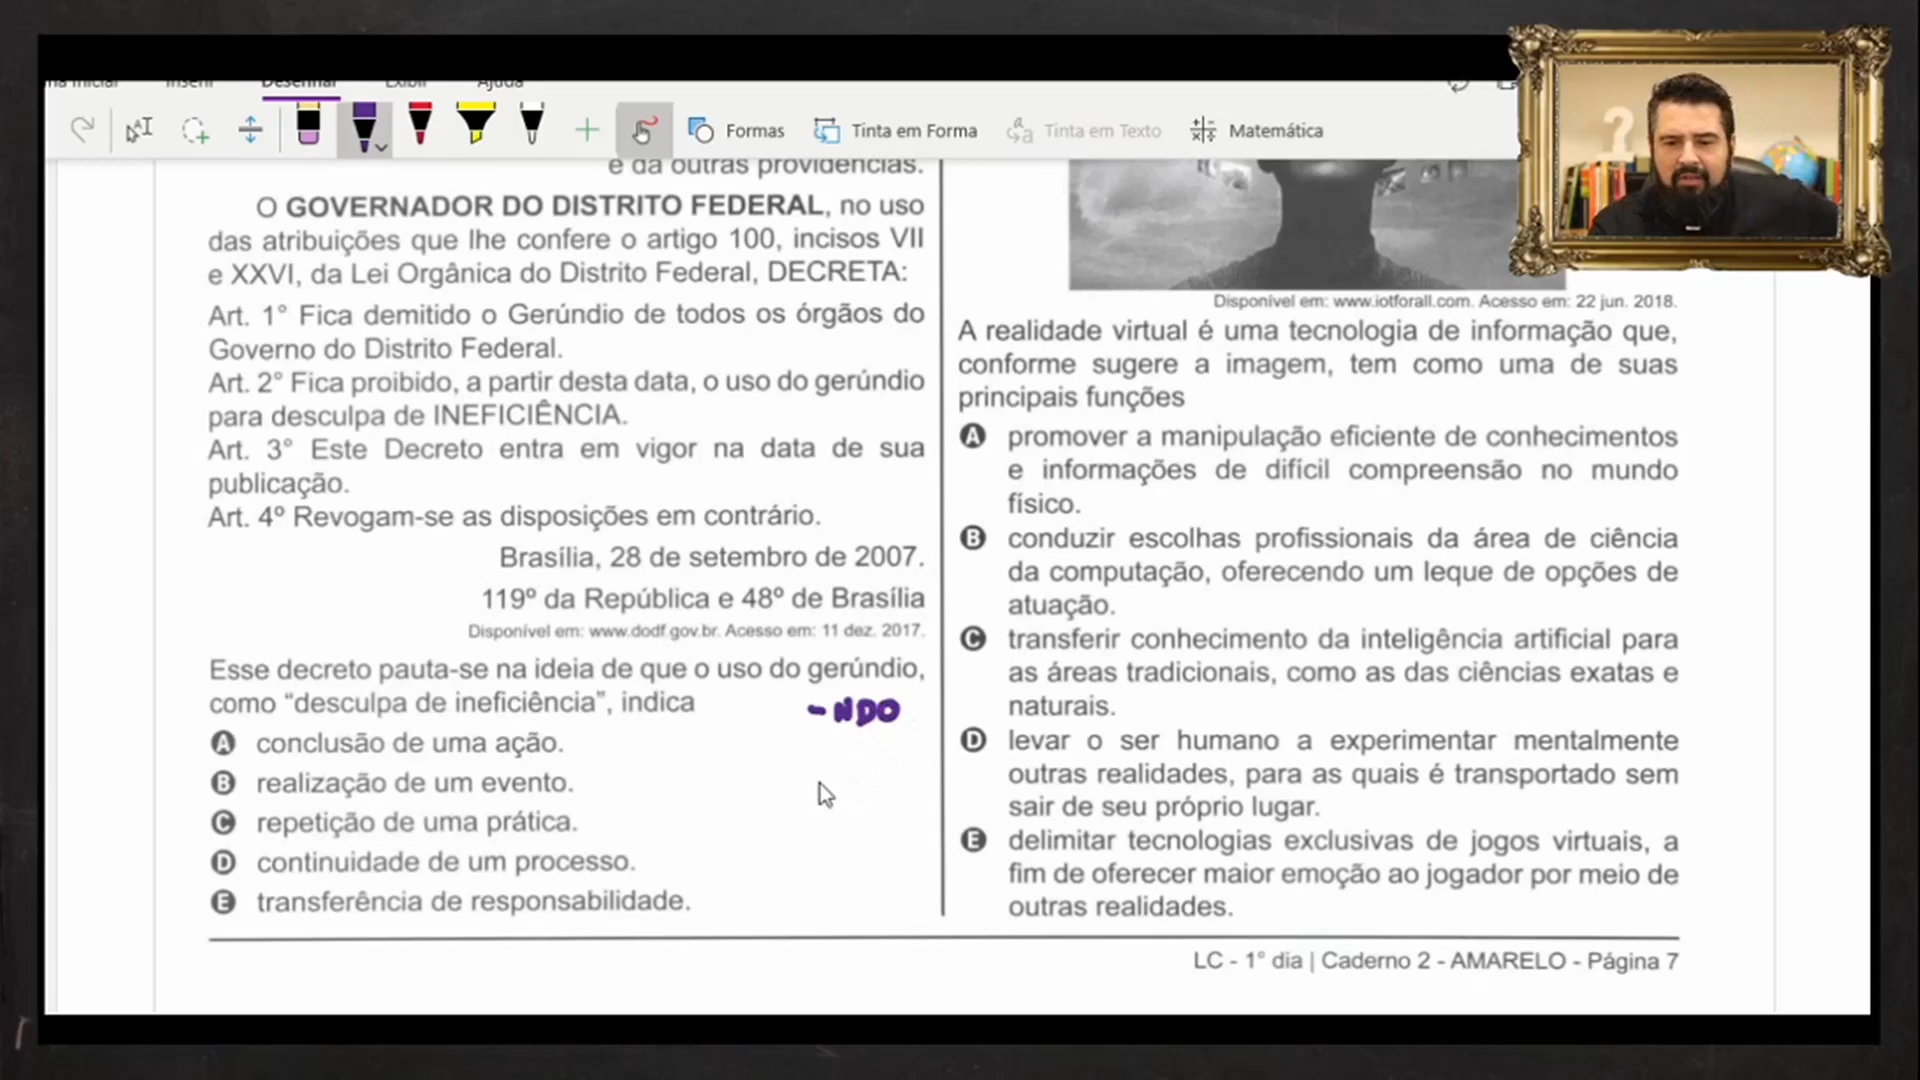 Inserir
Desenhar
Exibir
Ajuda
Formas
Tinta em Forma
Tinta em Texto
Matemática
e dá outras providências.
O GOVERNADOR DO DISTRITO FEDERAL, no uso
das atribuições que lhe confere o artigo 100, incisos VII
e XXVI, da Lei Orgânica do Distrito Federal, DECRETA:
Art. 1° Fica demitido o Gerúndio de todos os órgãos do
Governo do Distrito Federal.
Art. 2° Fica proibido, a partir desta data, o uso do gerúndio
para desculpa de INEFICIÊNCIA.
Art. 3° Este Decreto entra em vigor na data de sua
publicação.
Art. 4º Revogam-se as disposições em contrário.
Brasília, 28 de setembro de 2007.
119º da República e 48º de Brasília
Disponível em: www.dodf.gov.br. Acesso em: 11 dez. 2017.
Esse decreto pauta-se na ideia de que o uso do gerúndio,
como “desculpa de ineficiência”, indica
- NDO
A conclusão de uma ação.
B realização de um evento.
C repetição de uma prática.
D continuidade de um processo.
E transferência de responsabilidade.
Disponível em: www.iotforall.com. Acesso em: 22 jun. 2018.
A realidade virtual é uma tecnologia de informação que,
conforme sugere a imagem, tem como uma de suas
principais funções
A promover a manipulação eficiente de conhecimentos
e informações de difícil compreensão no mundo
físico.
B conduzir escolhas profissionais da área de ciência
da computação, oferecendo um leque de opções de
atuação.
C transferir conhecimento da inteligência artificial para
as áreas tradicionais, como as das ciências exatas e
naturais.
D levar o ser humano a experimentar mentalmente
outras realidades, para as quais é transportado sem
sair de seu próprio lugar.
E delimitar tecnologias exclusivas de jogos virtuais, a
fim de oferecer maior emoção ao jogador por meio de
outras realidades.
LC - 1° dia | Caderno 2 - AMARELO - Página 7